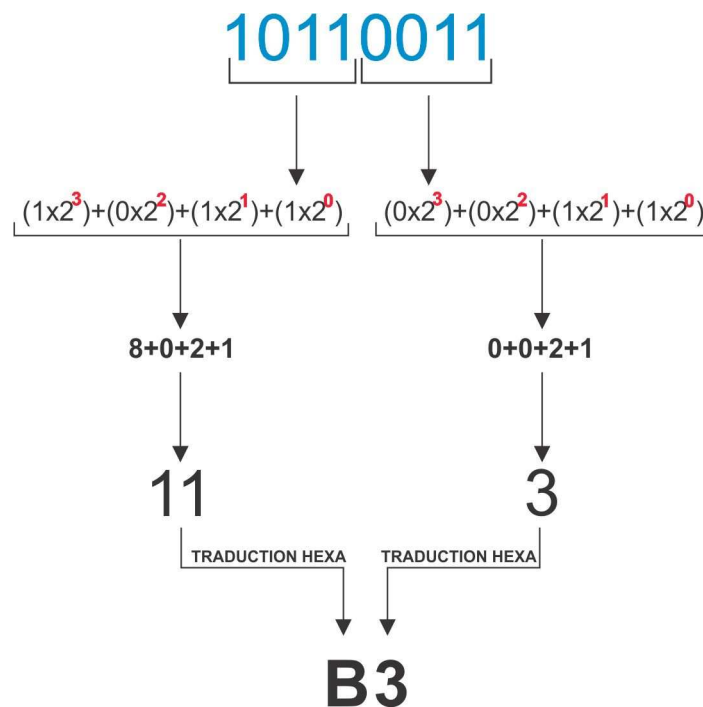 10110011
(1x2³)+(0x2²)+(1x2¹)+(1x2⁰) (0x2³)+(0x2²)+(1x2¹)+(1x2⁰)
8+0+2+1 0+0+2+1
11 3
TRADUCTION HEXA TRADUCTION HEXA
B3